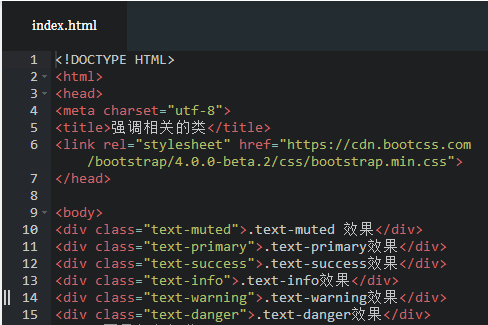 index.html
1 <!DOCTYPE HTML>
2 <html>
3 <head>
4 <meta charset="utf-8">
5 <title>强调相关的类</title>
6 <link rel="stylesheet" href="https://cdn.bootcss.com
/bootstrap/4.0.0-beta.2/css/bootstrap.min.css">
7 </head>
8
9 <body>
10 <div class="text-muted">.text-muted 效果</div>
11 <div class="text-primary">.text-primary效果</div>
12 <div class="text-success">.text-success效果</div>
13 <div class="text-info">.text-info效果</div>
14 <div class="text-warning">.text-warning效果</div>
15 <div class="text-danger">.text-danger效果</div>